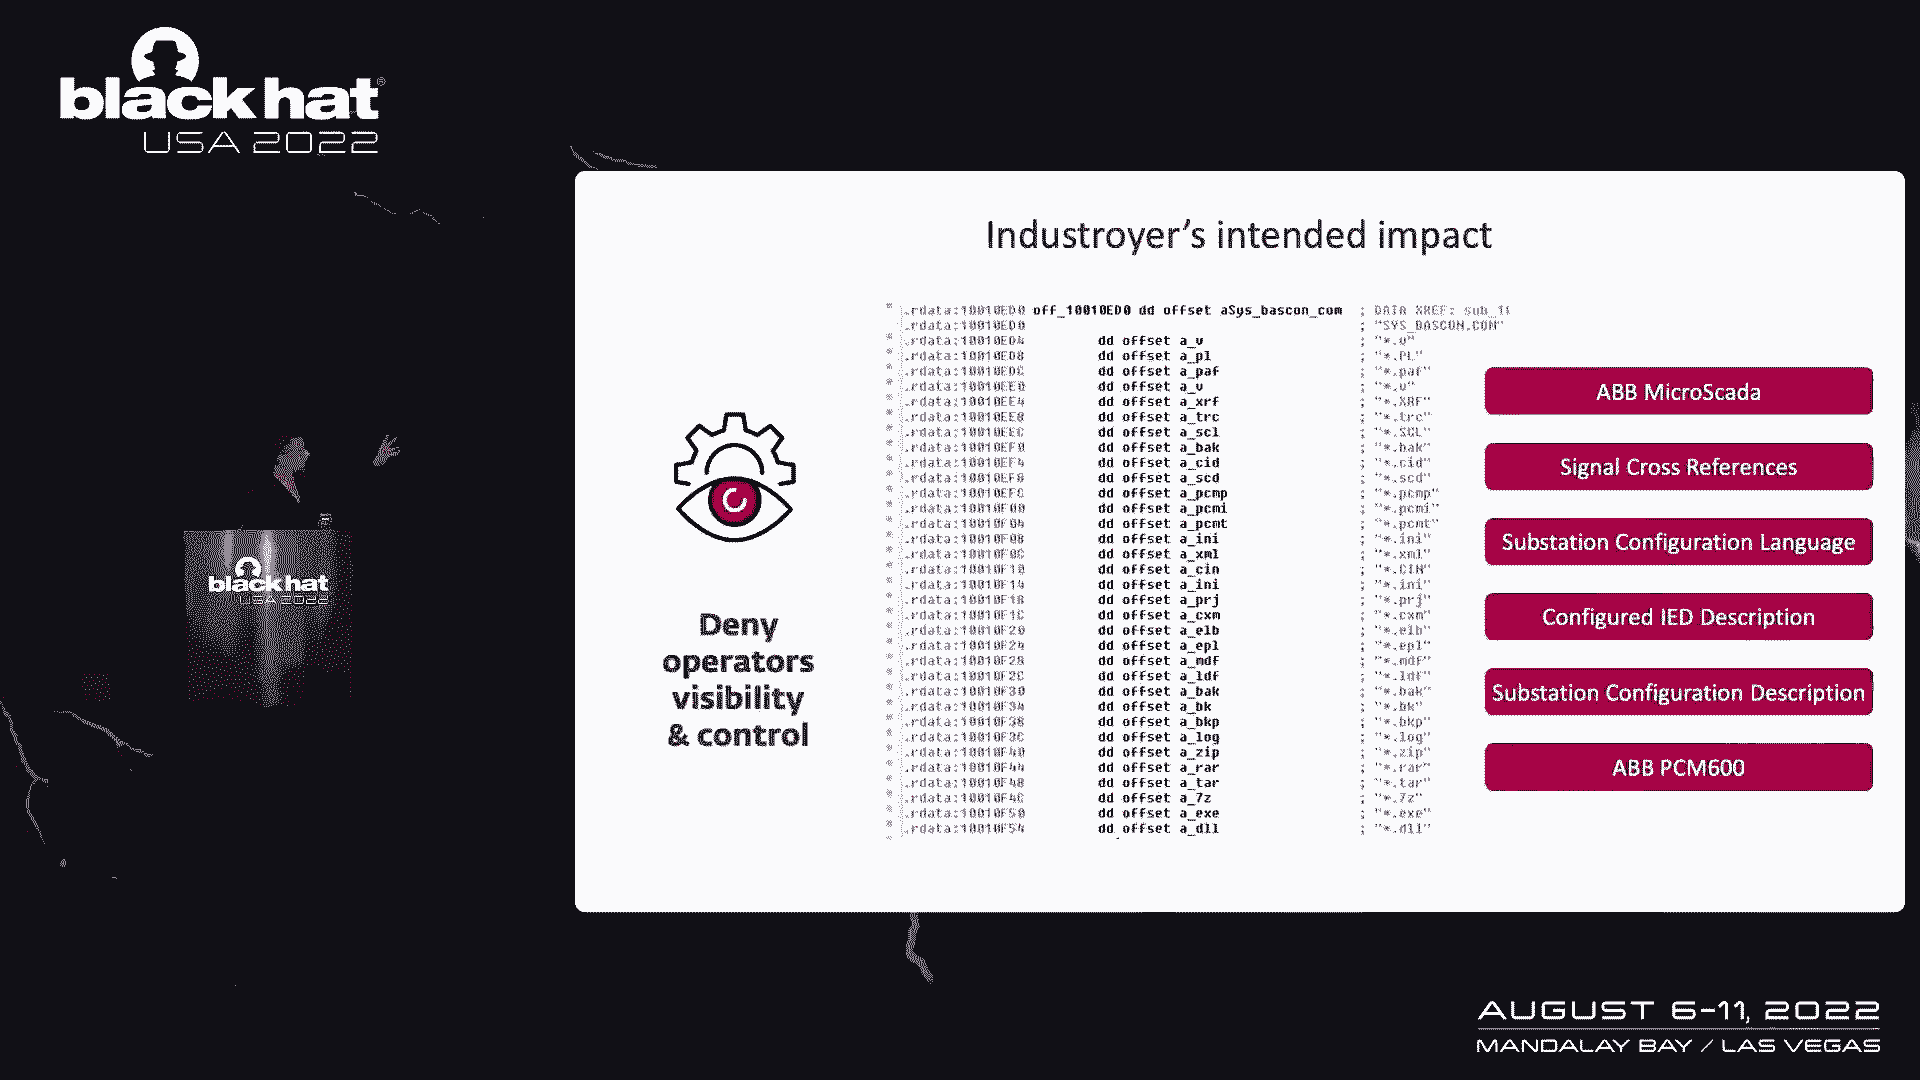 black hat®
USA 2022
Industroyer's intended impact
.rdata:10010ED0 off_10010ED0 dd offset aSys_bascon_com ; DATA XREF: sub_10
.rdata:10010ED0 ; "SYS_BASCON.COM"
.rdata:10010ED4 dd offset a_v ; "*.v"
.rdata:10010ED8 dd offset a_pl ; "*.PL"
.rdata:10010EDC dd offset a_paf ; "*.paf"
.rdata:10010EE0 dd offset a_v ; "*.v"
.rdata:10010EE4 dd offset a_xrf ; "*.XRF"
.rdata:10010EE8 dd offset a_trc ; "*.trc"
.rdata:10010EEC dd offset a_scl ; "*.SCL"
.rdata:10010EF0 dd offset a_bak ; "*.bak"
.rdata:10010EF4 dd offset a_cid ; "*.cid"
.rdata:10010EF8 dd offset a_scd ; "*.scd"
.rdata:10010EFC dd offset a_pcmp ; "*.pcmp"
.rdata:10010F00 dd offset a_pcmi ; "*.pcmi"
.rdata:10010F04 dd offset a_pcmt ; "*.pcmt"
.rdata:10010F08 dd offset a_ini ; "*.ini"
.rdata:10010F0C dd offset a_xml ; "*.xml"
.rdata:10010F10 dd offset a_cin ; "*.CIN"
.rdata:10010F14 dd offset a_ini ; "*.ini"
.rdata:10010F18 dd offset a_prj ; "*.prj"
.rdata:10010F1C dd offset a_cxm ; "*.cxm"
.rdata:10010F20 dd offset a_elb ; "*.elb"
.rdata:10010F24 dd offset a_epl ; "*.epl"
.rdata:10010F28 dd offset a_mdf ; "*.mdf"
.rdata:10010F2C dd offset a_ldf ; "*.ldf"
.rdata:10010F30 dd offset a_bak ; "*.bak"
.rdata:10010F34 dd offset a_bk ; "*.bk"
.rdata:10010F38 dd offset a_bkp ; "*.bkp"
.rdata:10010F3C dd offset a_log ; "*.log"
.rdata:10010F40 dd offset a_zip ; "*.zip"
.rdata:10010F44 dd offset a_rar ; "*.rar"
.rdata:10010F48 dd offset a_tar ; "*.tar"
.rdata:10010F4C dd offset a_7z ; "*.7z"
.rdata:10010F50 dd offset a_exe ; "*.exe"
.rdata:10010F54 dd offset a_dll ; "*.dll"
Deny
operators
visibility
& control
ABB MicroScada
Signal Cross References
Substation Configuration Language
Configured IED Description
Substation Configuration Description
ABB PCM600
black hat
USA 2022
AUGUST 6-11, 2022
MANDALAY BAY / LAS VEGAS